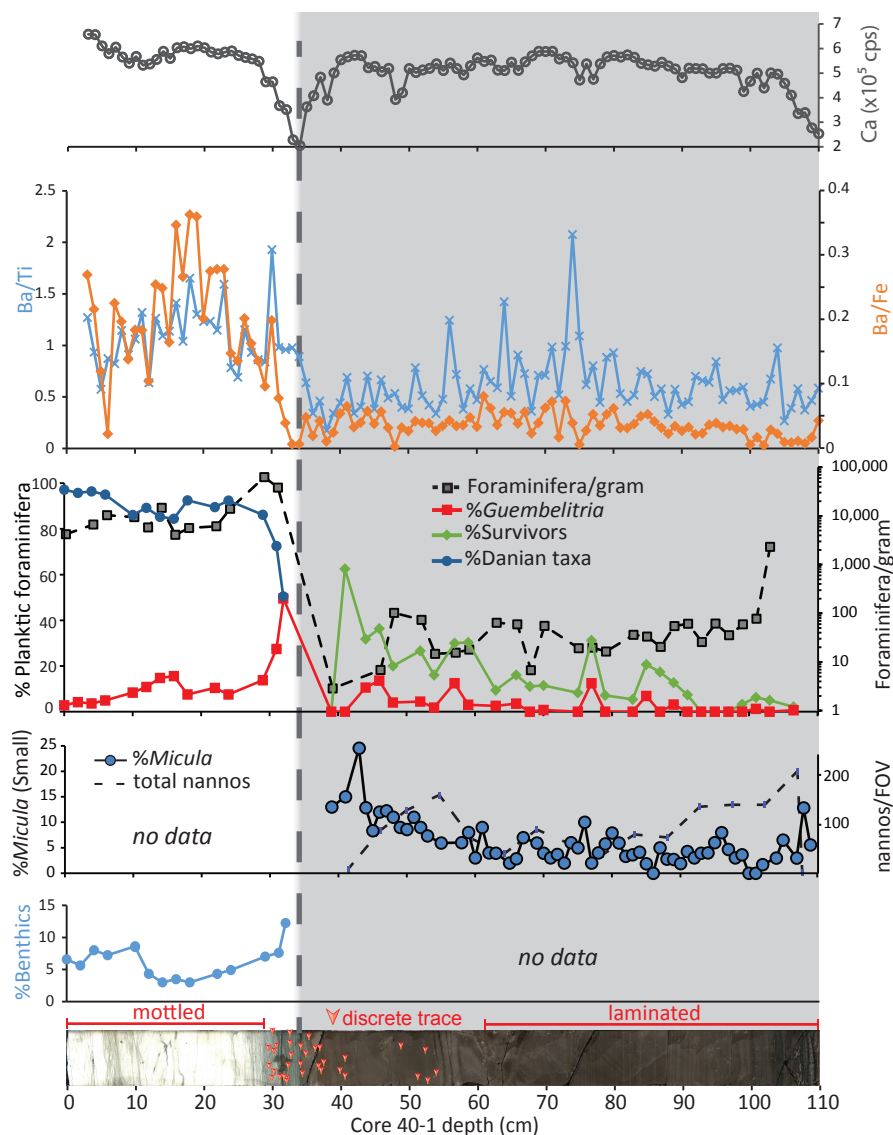 7
6
5
4
3
2
Ca (x10⁵ cps)
2.5
2
1.5
1
0.5
0
Ba/Ti
0.4
0.3
0.2
0.1
0
Ba/Fe
100
80
60
40
20
0
% Planktic foraminifera
Foraminifera/gram
%Guembelitria
%Survivors
%Danian taxa
100,000
10,000
1,000
100
10
1
Foraminifera/gram
25
20
15
10
5
0
%Micula (Small)
%Micula
total nannos
no data
200
100
nannos/FOV
15
10
5
0
%Benthics
no data
mottled
discrete trace
laminated
0 10 20 30 40 50 60 70 80 90 100 110
Core 40-1 depth (cm)